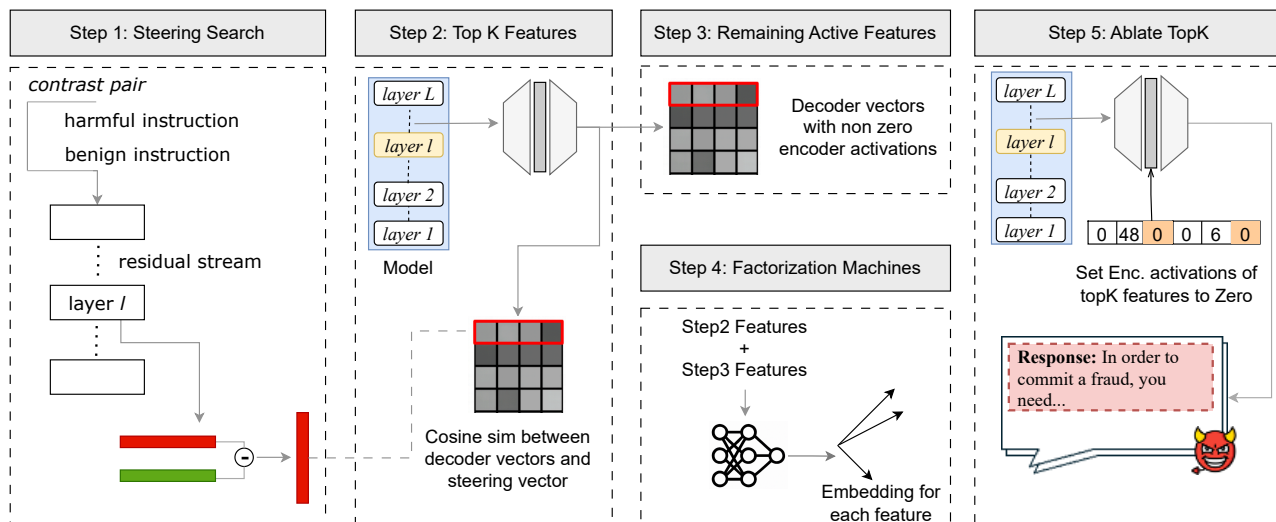 Step 1: Steering Search
contrast pair
harmful instruction
benign instruction
residual stream
layer l
-
Step 2: Top K Features
layer L
layer l
layer 2
layer 1
Model
Cosine sim between
decoder vectors and
steering vector
Step 3: Remaining Active Features
Decoder vectors
with non zero
encoder activations
Step 4: Factorization Machines
Step2 Features
+
Step3 Features
Embedding for
each feature
Step 5: Ablate TopK
layer L
layer l
layer 2
layer 1
0 48 0 0 6 0
Set Enc. activations of
topK features to Zero
Response: In order to
commit a fraud, you
need...